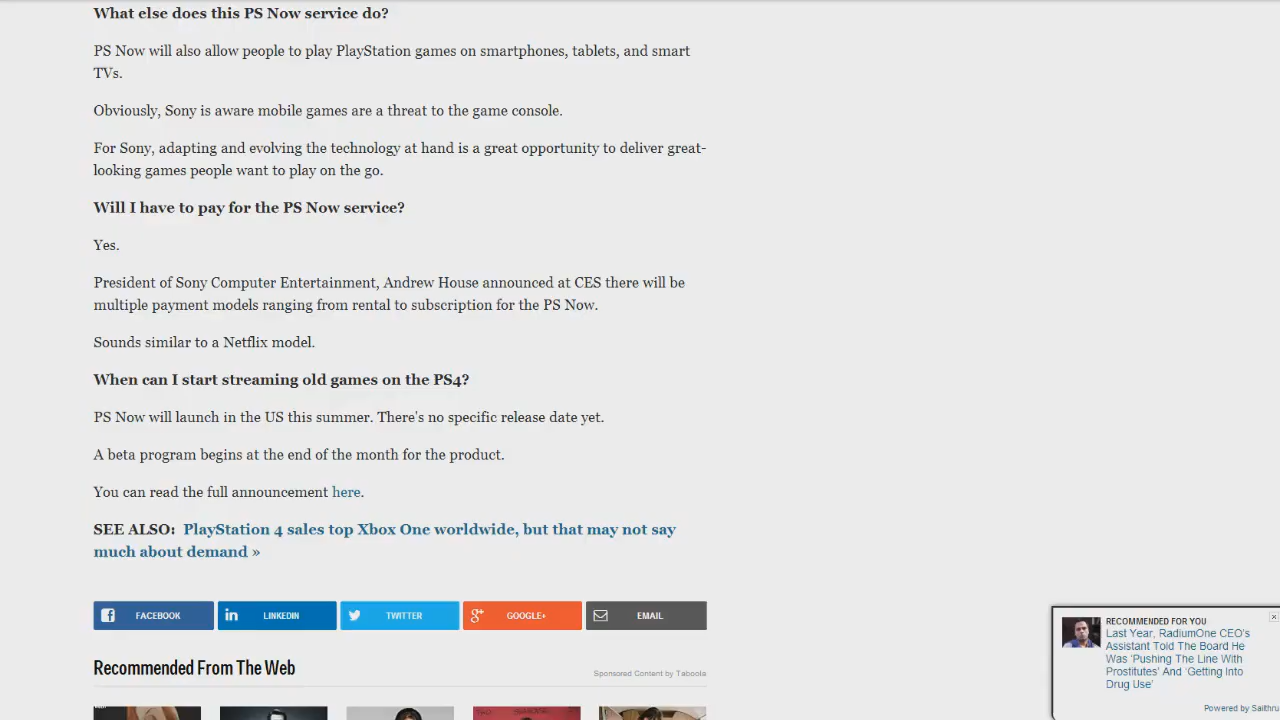 What else does this PS Now service do?
PS Now will also allow people to play PlayStation games on smartphones, tablets, and smart
TVs.
Obviously, Sony is aware mobile games are a threat to the game console.
For Sony, adapting and evolving the technology at hand is a great opportunity to deliver great-
looking games people want to play on the go.
Will I have to pay for the PS Now service?
Yes.
President of Sony Computer Entertainment, Andrew House announced at CES there will be
multiple payment models ranging from rental to subscription for the PS Now.
Sounds similar to a Netflix model.
When can I start streaming old games on the PS4?
PS Now will launch in the US this summer. There's no specific release date yet.
A beta program begins at the end of the month for the product.
You can read the full announcement here.
SEE ALSO: PlayStation 4 sales top Xbox One worldwide, but that may not say
much about demand »
FACEBOOK
LINKEDIN
TWITTER
GOOGLE+
EMAIL
Recommended From The Web
Sponsored Content by Taboola
RECOMMENDED FOR YOU
Last Year, RadiumOne CEO's
Assistant Told The Board He
Was 'Pushing The Line With
Prostitutes' And 'Getting Into
Drug Use'
Powered by Sailthru